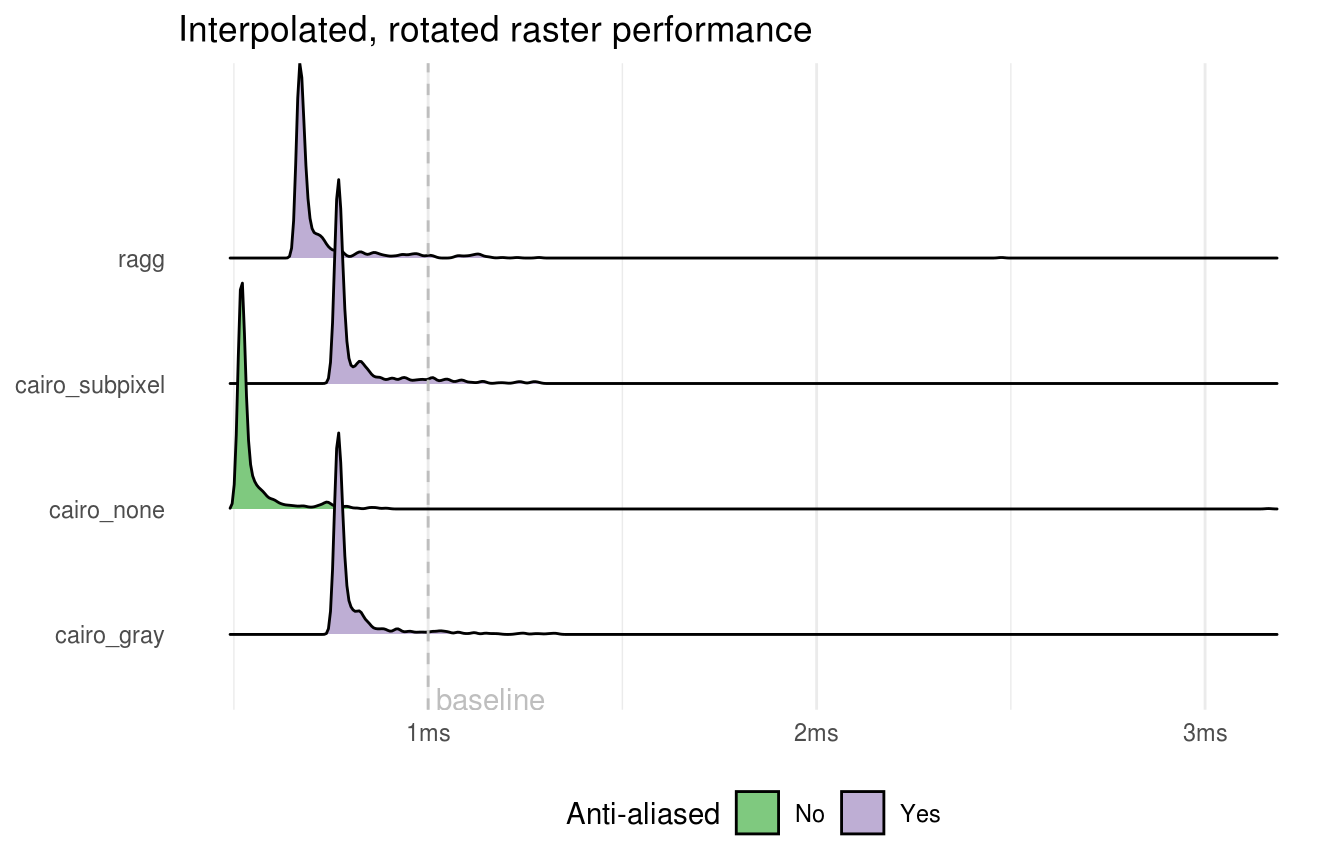 Interpolated, rotated raster performance
ragg
cairo_subpixel
cairo_none
cairo_gray
baseline
1ms 2ms 3ms
Anti-aliased No Yes